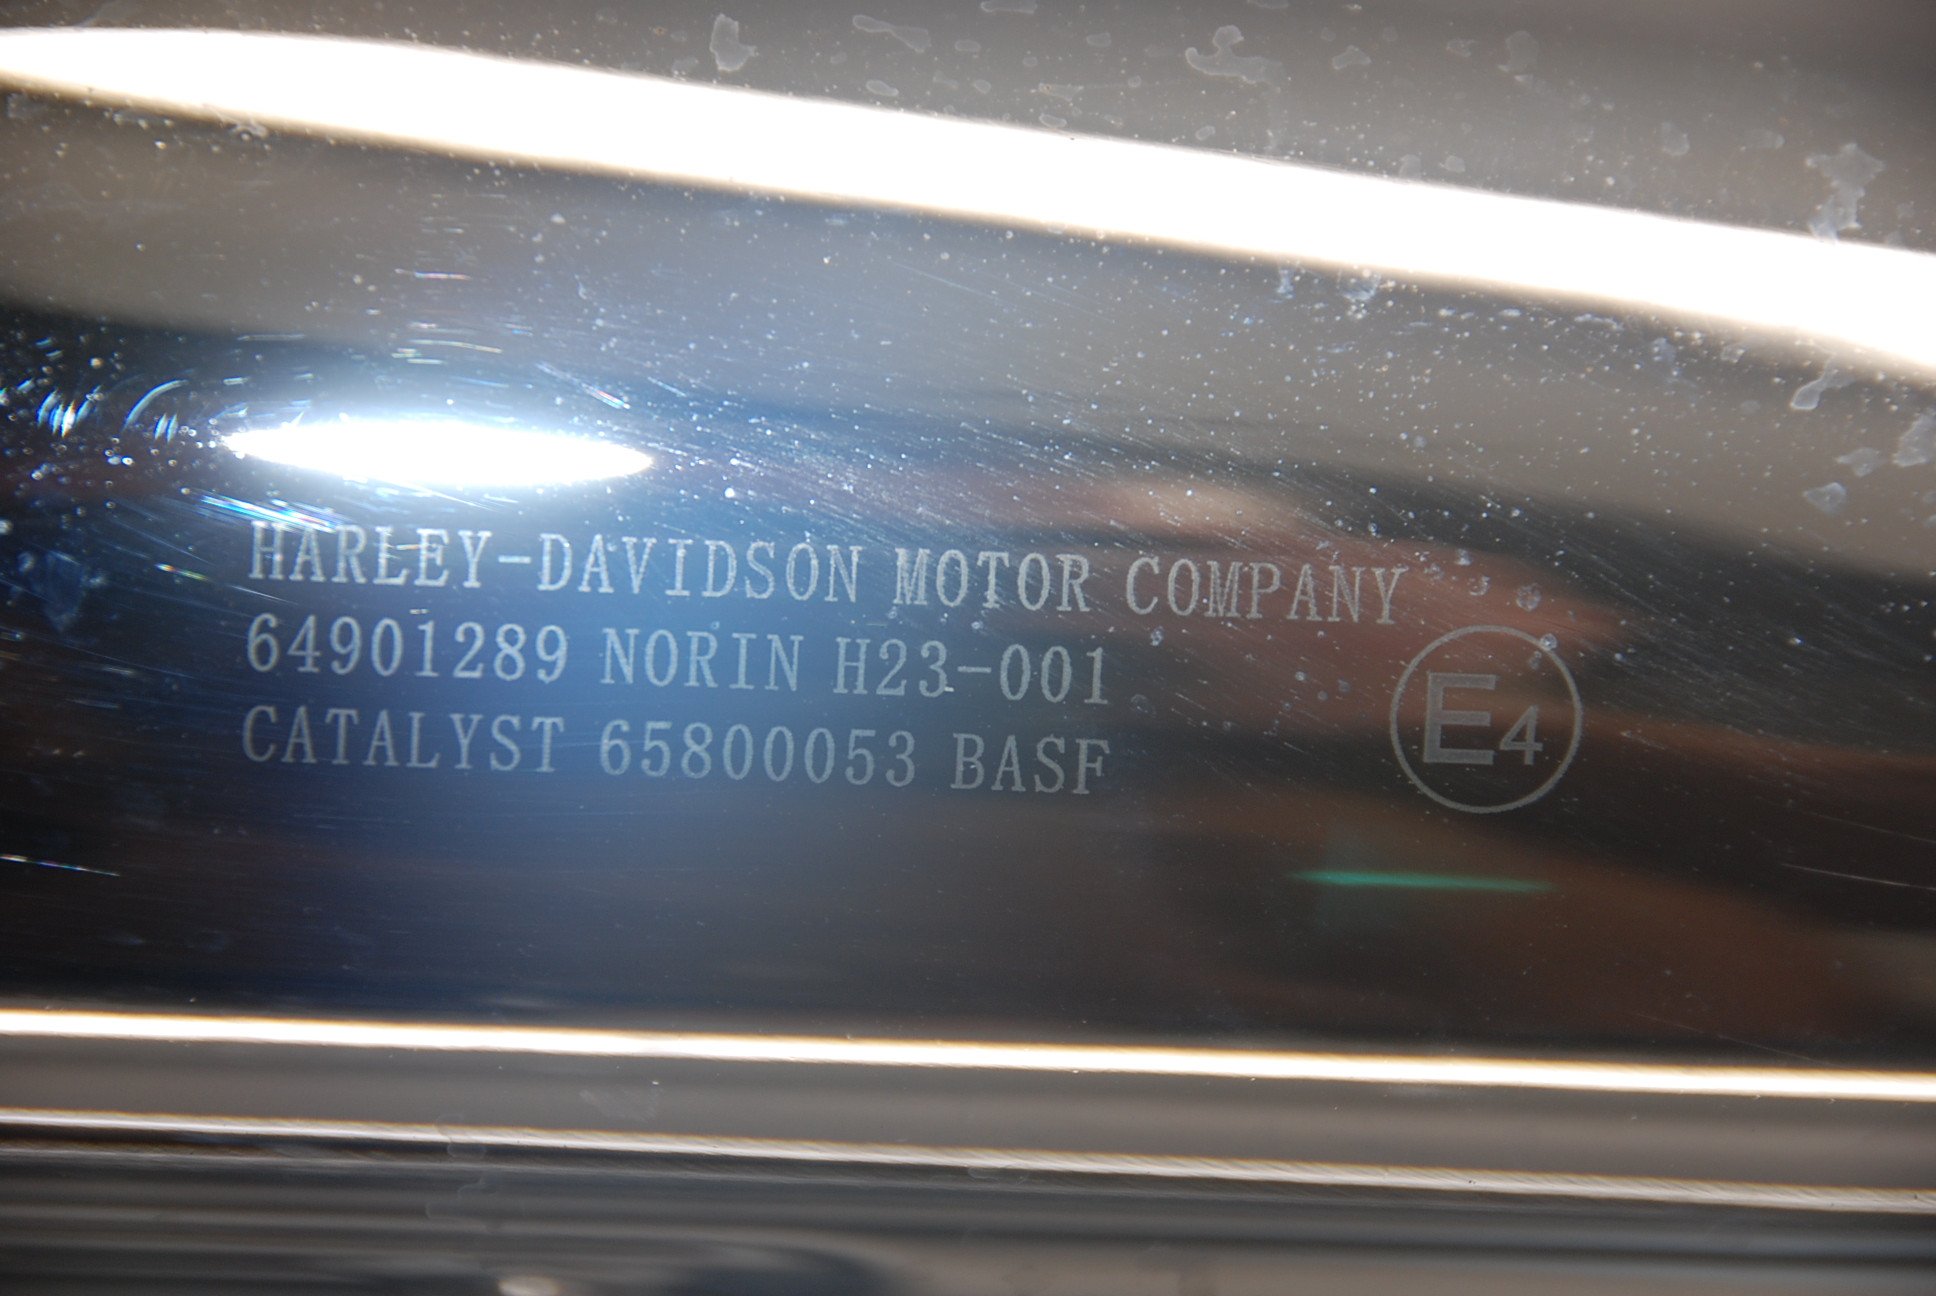 HARLEY-DAVIDSON MOTOR COMPANY
64901289 NORIN H23-001
CATALYST 65800053 BASF
E4